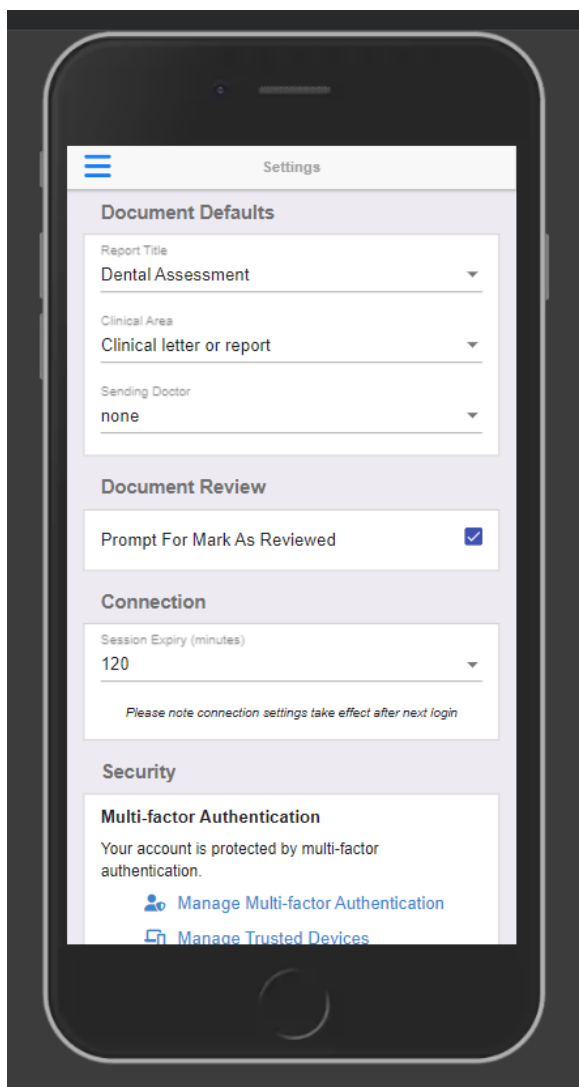 Settings
Document Defaults
Report Title
Dental Assessment
Clinical Area
Clinical letter or report
Sending Doctor
none
Document Review
Prompt For Mark As Reviewed
Connection
Session Expiry (minutes)
120
Please note connection settings take effect after next login
Security
Multi-factor Authentication
Your account is protected by multi-factor
authentication.
Manage Multi-factor Authentication
Manage Trusted Devices